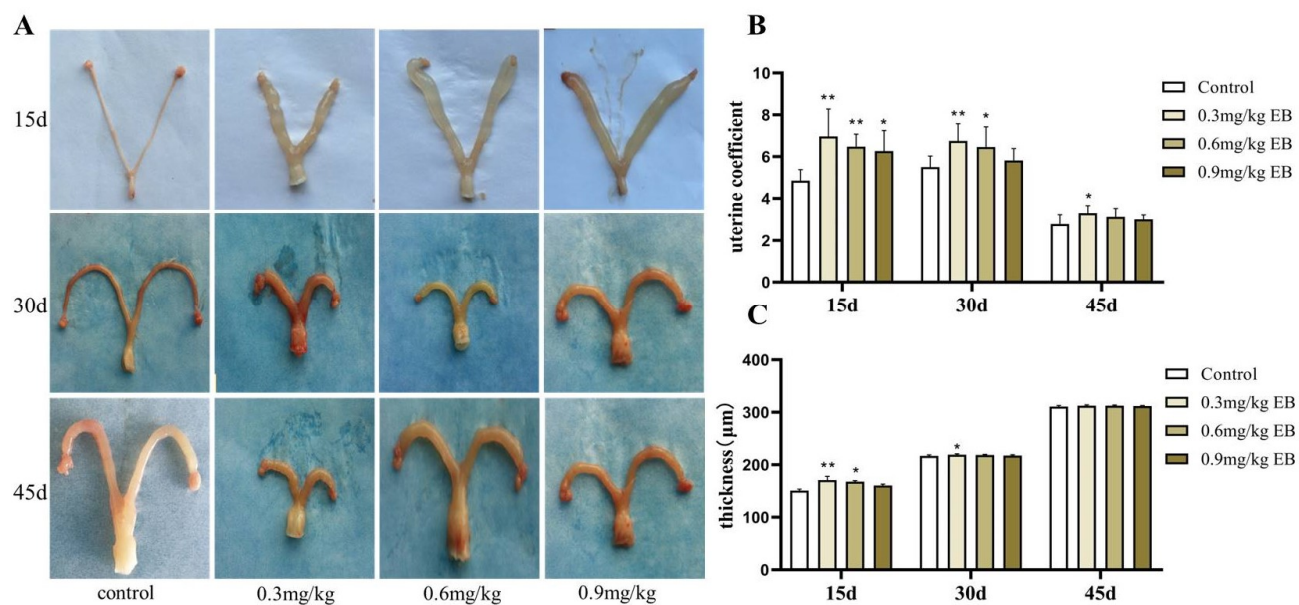 A
15d
30d
45d
control
0.3mg/kg
0.6mg/kg
0.9mg/kg
B
uterine coefficient
10
8
6
4
2
0
**
**
*
**
*
*
15d
30d
45d
Control
0.3mg/kg EB
0.6mg/kg EB
0.9mg/kg EB
C
thickness(μm)
400
300
200
100
0
**
*
*
15d
30d
45d
Control
0.3mg/kg EB
0.6mg/kg EB
0.9mg/kg EB